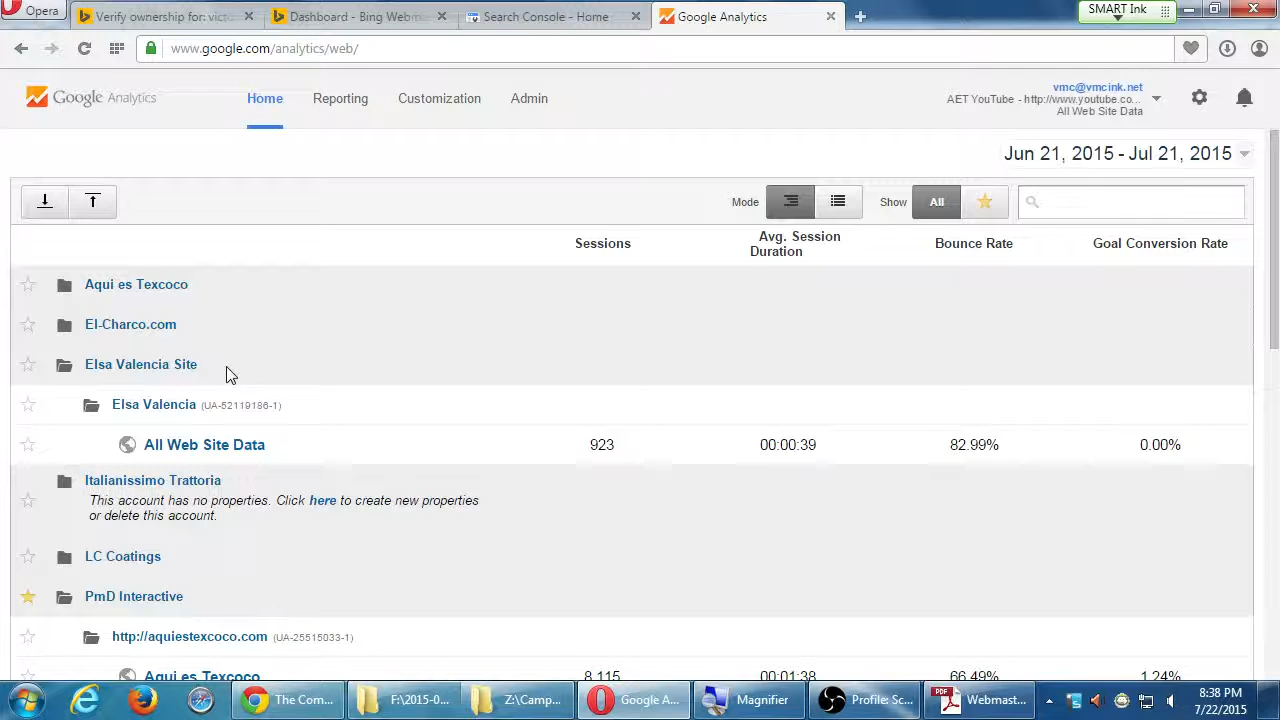 Opera
Verify ownership for: victo
Dashboard - Bing Webm
Search Console - Home
Google Analytics
SMART Ink
www.google.com/analytics/web/
Google Analytics
Home
Reporting
Customization
Admin
vmc@vmcink.net
AET YouTube - http://www.youtube.co...
All Web Site Data
Jun 21, 2015 - Jul 21, 2015
Mode
Show
All
Sessions
Avg. Session
Duration
Bounce Rate
Goal Conversion Rate
Aqui es Texcoco
El-Charco.com
Elsa Valencia Site
Elsa Valencia (UA-52119186-1)
All Web Site Data 923 00:00:39 82.99% 0.00%
Italianissimo Trattoria
This account has no properties. Click here to create new properties
or delete this account.
LC Coatings
PmD Interactive
http://aquiestexcoco.com (UA-25515033-1)
Aqui es Texcoco 8,115 00:01:38 66.49% 1.24%
The Com...
F:\2015-0...
Z:\Camp...
Google A...
Magnifier
Profile: Sc...
PDF
Webmast...
8:38 PM
7/22/2015